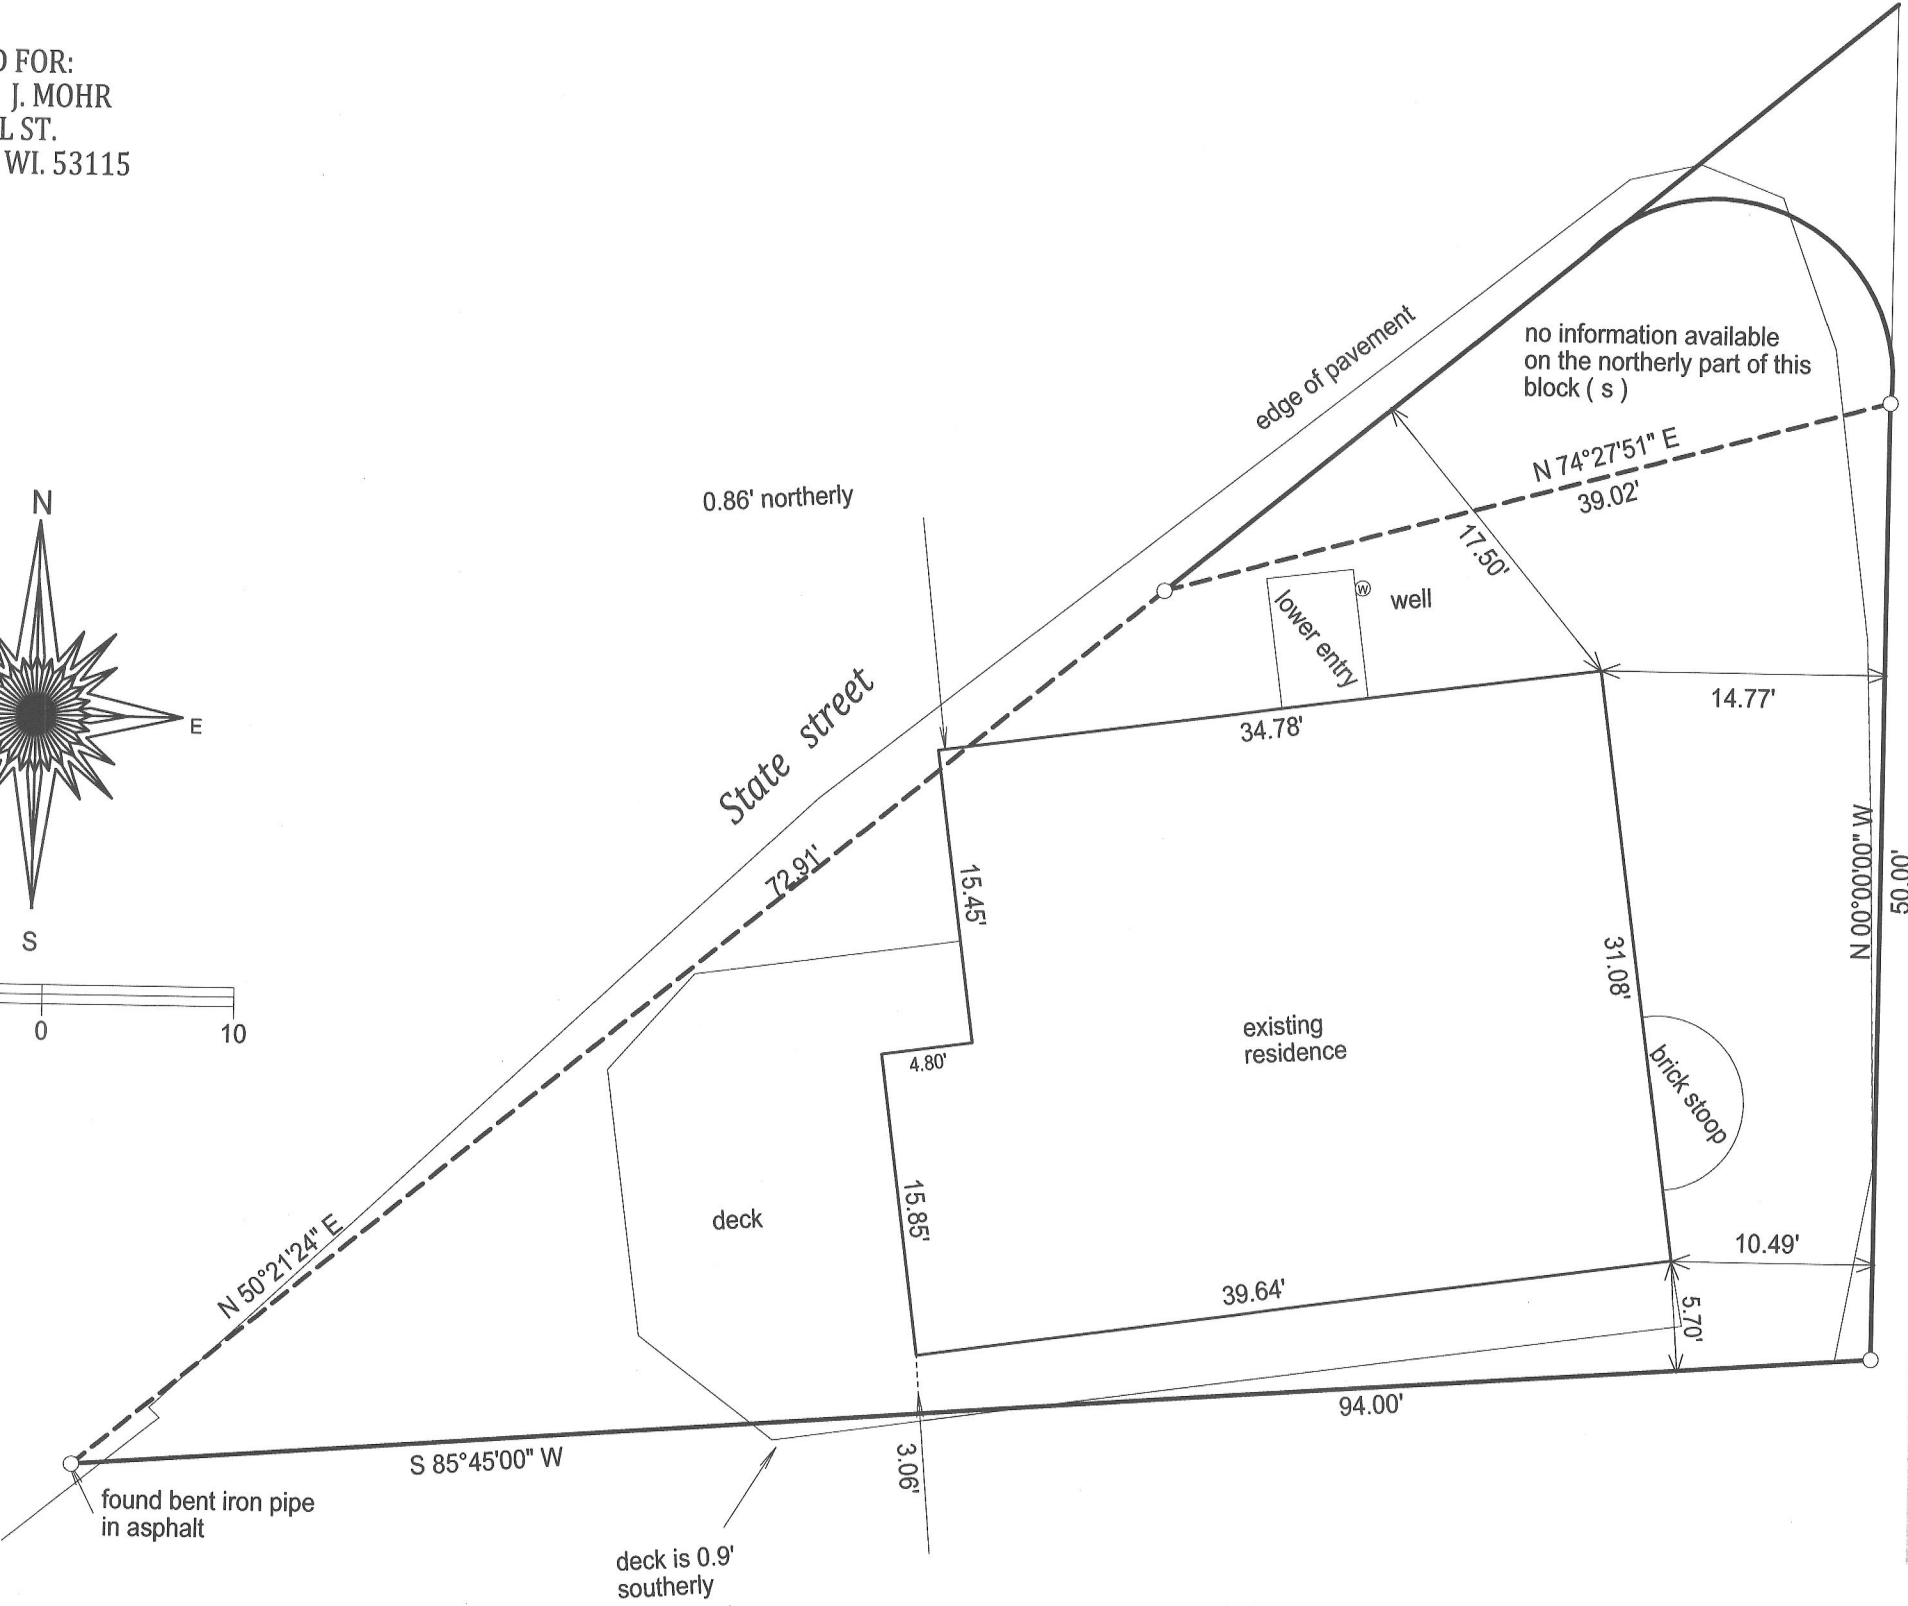 D FOR:
J. MOHR
L ST.
WI. 53115
N
E
S
0
10
0.86' northerly
edge of pavement
no information available
on the northerly part of this
block ( s )
N 74°27'51" E
39.02'
17.50'
lower entry
W
well
14.77'
34.78'
State street
72.91'
15.45'
31.08'
N 00°00'00" W
50.00'
existing
residence
4.80'
brick stoop
deck
15.85'
N 50°21'24" E
10.49'
39.64'
5.70'
94.00'
S 85°45'00" W
3.06'
found bent iron pipe
in asphalt
deck is 0.9'
southerly